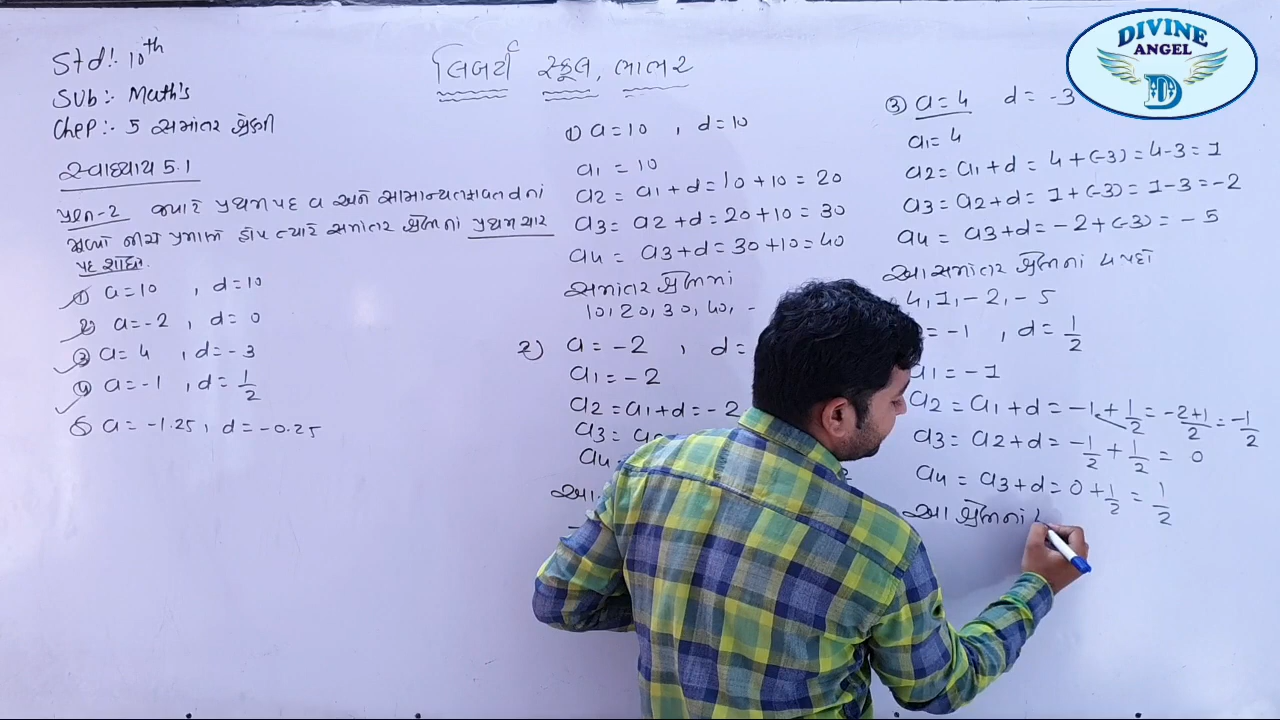 Std:- 10th
Sub:- Math's
Chep:- 5 સમાંતર શ્રેણી
સ્વાધ્યાય 5.1
પ્રશ્ન-2 જ્યારે પ્રથમ પદ a અને સામાન્ય તફાવત d નાં
મૂલ્યો નીચે પ્રમાણે હોય ત્યારે સમાંતર શ્રેણીનાં પ્રથમ ચાર
પદ શોધો.
① a=10 , d=10
② a=-2 , d=0
③ a=4 , d=-3
④ a=-1 , d=1/2
⑤ a=-1.25, d=-0.25
લિબર્ટી સ્કૂલ, ભાભર
1) a=10 , d=10
a1 = 10
a2 = a1+d=10+10=20
a3= a2+d=20+10=30
a4= a3+d=30+10=40
સમાંતર શ્રેણીનાં
10,20,30,40, -
2) a=-2 , d=
a1=-2
a2=a1+d=-2
a3=
a4
આ
③ a=4 d= -3
a1=4
a2=a1+d=4+(-3)=4-3=1
a3=a2+d=1+(-3)=1-3=-2
a4= a3+d=-2+(-3)=-5
આ સમાંતર શ્રેણીનાં 4 પદો
4,1,-2,-5
=-1 , d=1/2
a1=-1
a2=a1+d=-1+1/2=-2+1/2=-1/2
a3= a2+d=-1/2+1/2= 0
a4= a3+d=0+1/2=1/2
આ શ્રેણીનાં
DIVINE
ANGEL
D